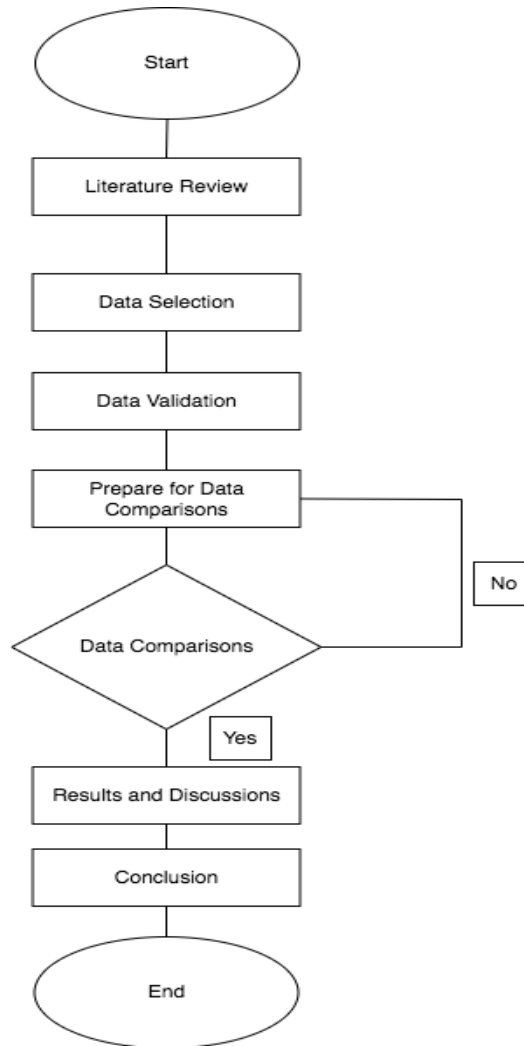 Start
Literature Review
Data Selection
Data Validation
Prepare for Data
Comparisons
No
Data Comparisons
Yes
Results and Discussions
Conclusion
End